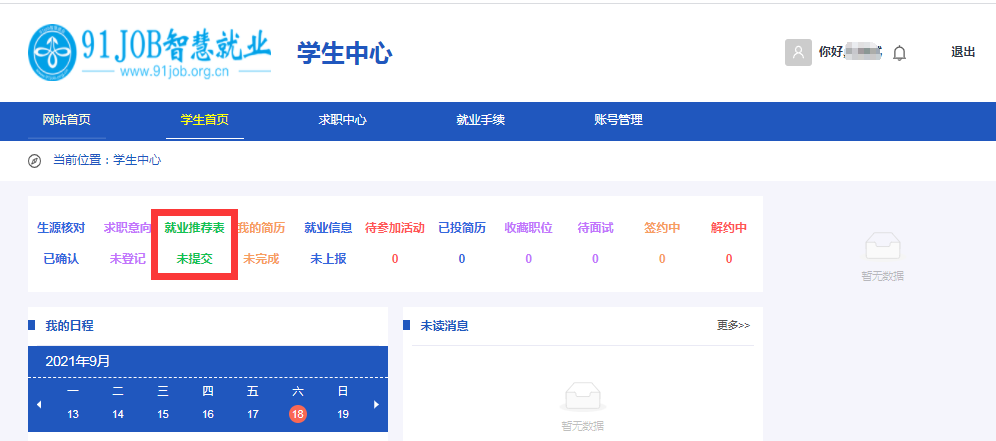 91JOB智慧就业
www.91job.org.cn
学生中心
你好,
退出
网站首页 学生首页 求职中心 就业手续 账号管理
当前位置：学生中心
生源核对 求职意向 就业推荐表 我的简历 就业信息 待参加活动 已投简历 收藏职位 待面试 签约中 解约中
已确认 未登记 未提交 未完成 未上报 0 0 0 0 0 0
暂无数据
我的日程
2021年9月
一 二 三 四 五 六 日
13 14 15 16 17 18 19
未读消息 更多>>
暂无数据